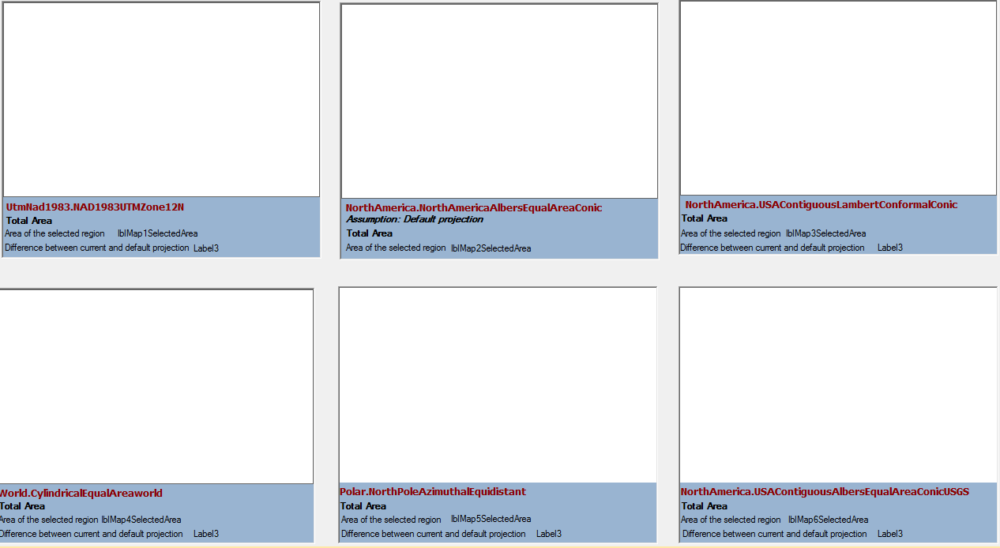 UtmNad1983.NAD1983UTMZone12N
Total Area
Area of the selected region lblMap1SelectedArea
Difference between current and default projection Label3
NorthAmerica.NorthAmericaAlbersEqualAreaConic
Assumption: Default projection
Total Area
Area of the selected region lblMap2SelectedArea
NorthAmerica.USAContiguousLambertConformalConic
Total Area
Area of the selected region lblMap3SelectedArea
Difference between current and default projection Label3
World.CylindricalEqualAreaworld
Total Area
Area of the selected region lblMap4SelectedArea
Difference between current and default projection Label3
Polar.NorthPoleAzimuthalEquidistant
Total Area
Area of the selected region lblMap5SelectedArea
Difference between current and default projection Label3
NorthAmerica.USAContiguousAlbersEqualAreaConicUSGS
Total Area
Area of the selected region lblMap6SelectedArea
Difference between current and default projection Label3